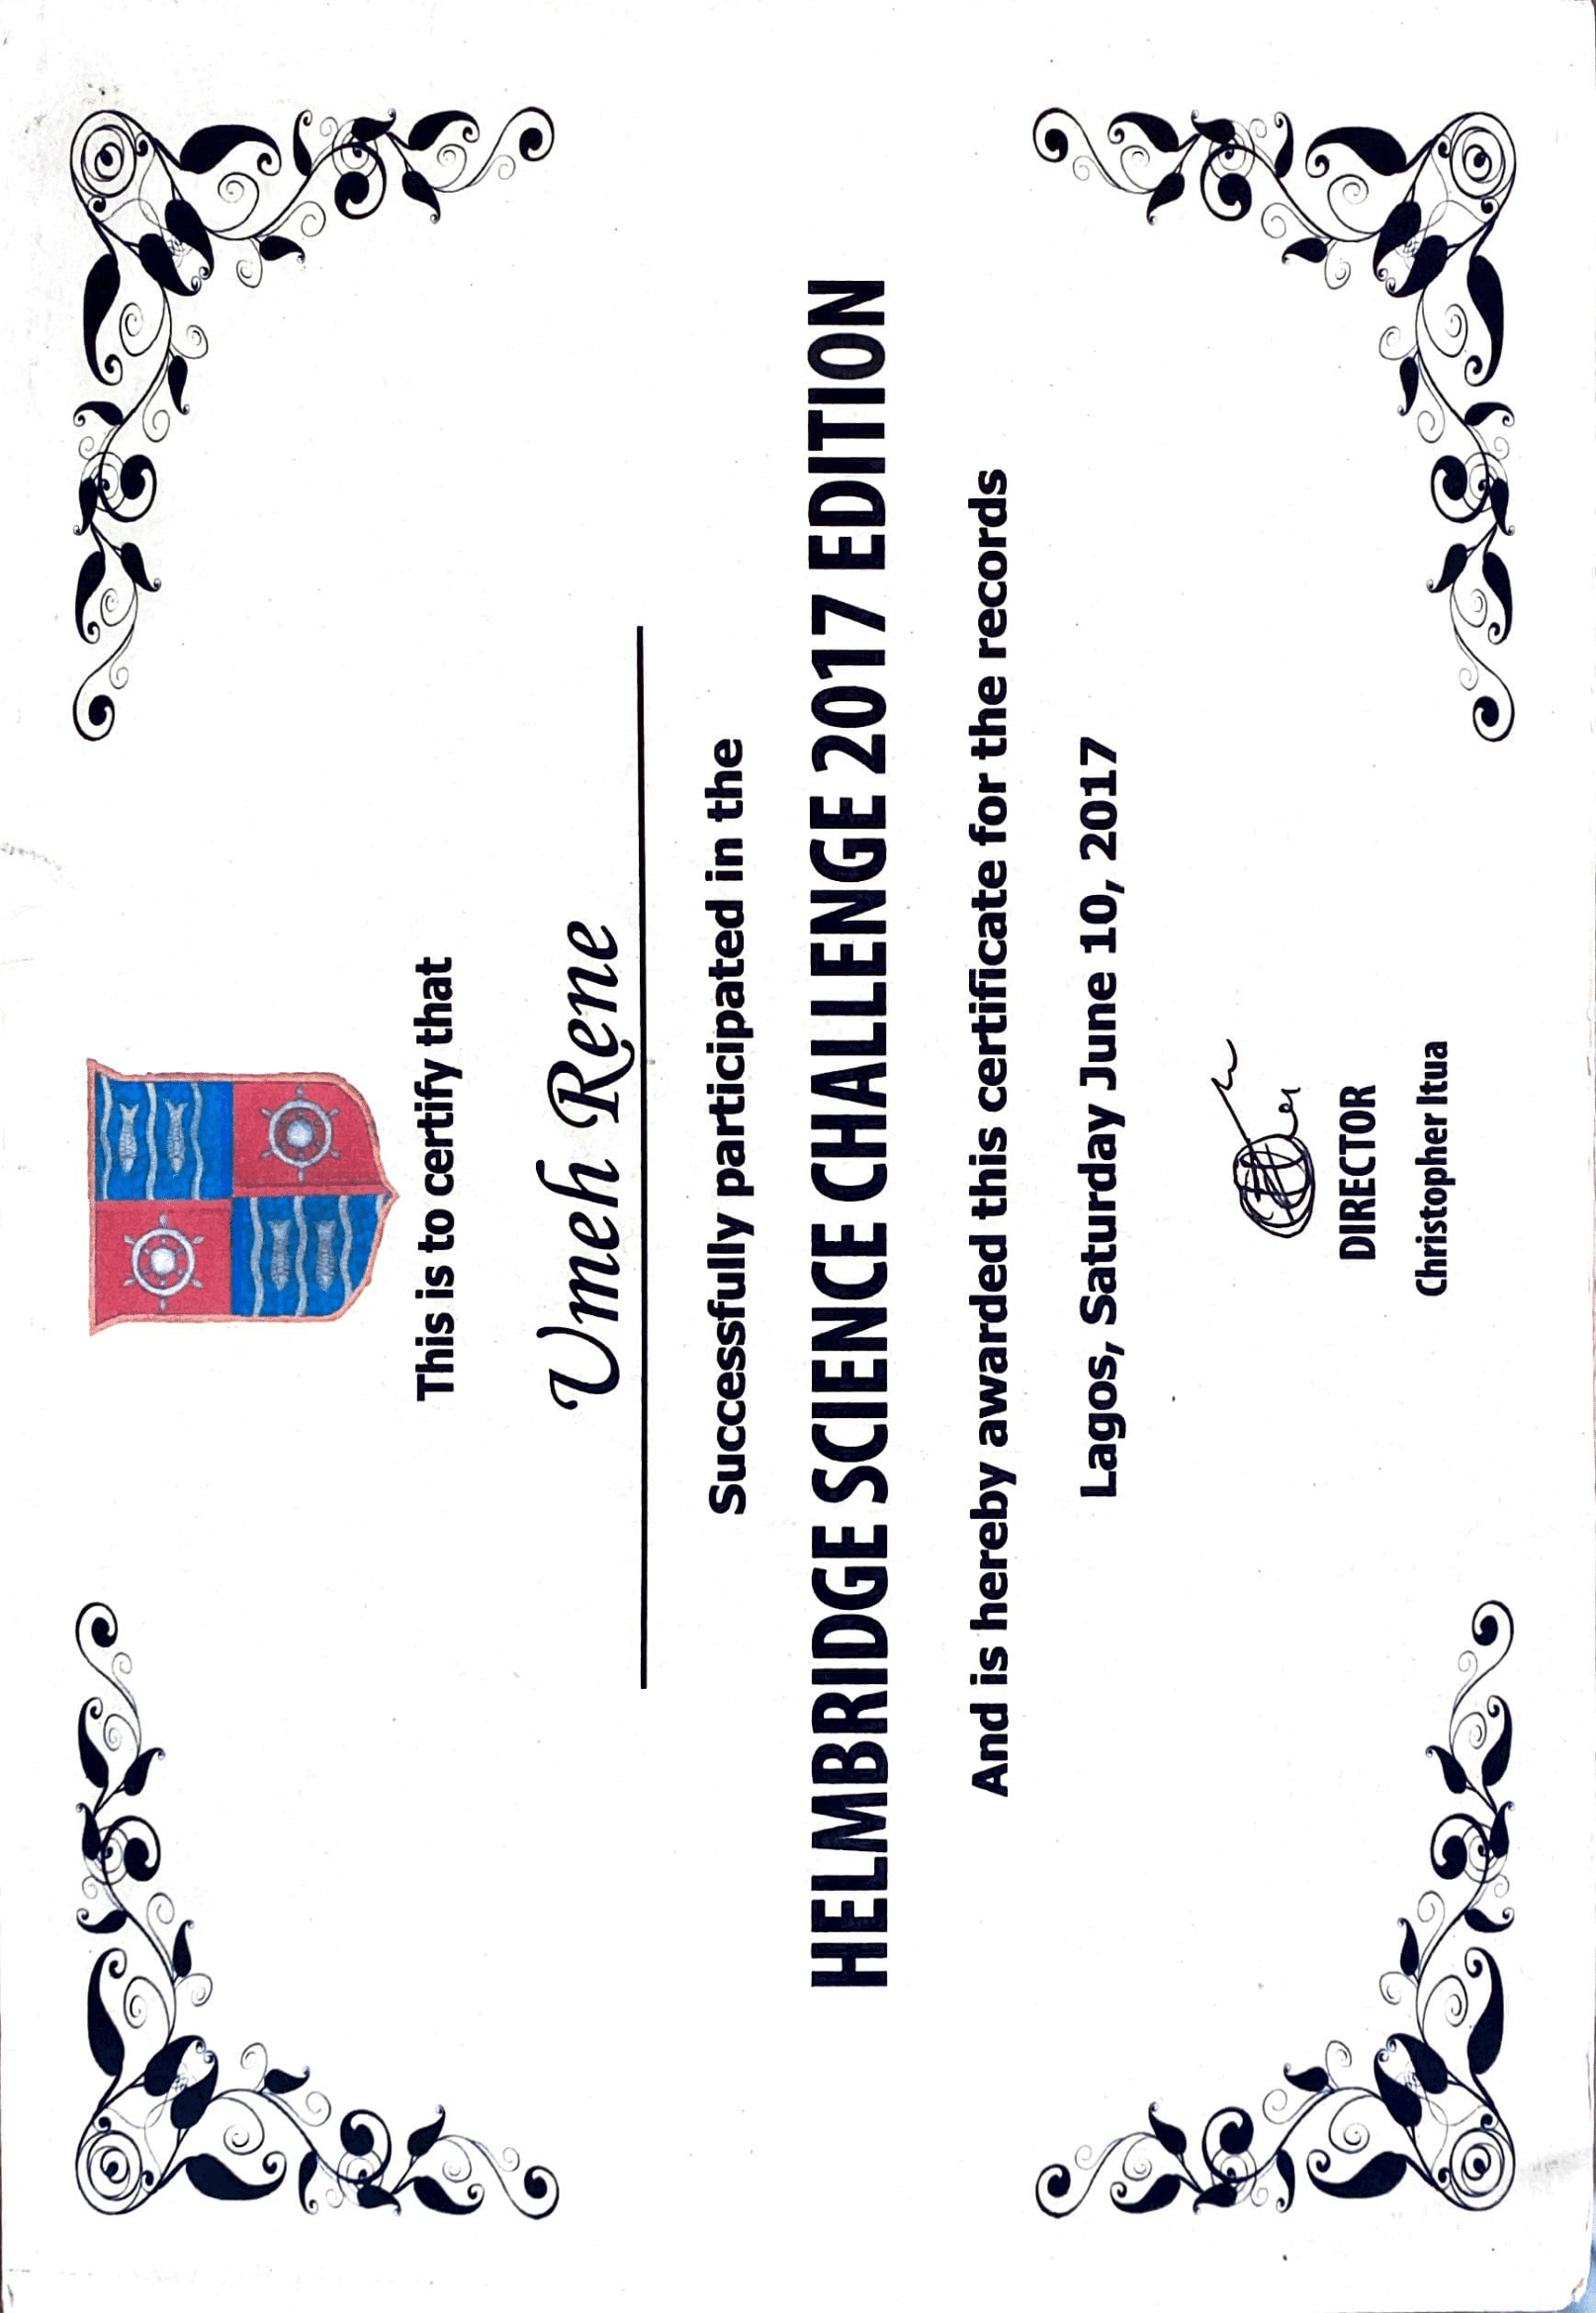 This is to certify that
Umeh Rene
Successfully participated in the
HELMBRIDGE SCIENCE CHALLENGE 2017 EDITION
And is hereby awarded this certificate for the records
Lagos, Saturday June 10, 2017
DIRECTOR
Christopher Itua